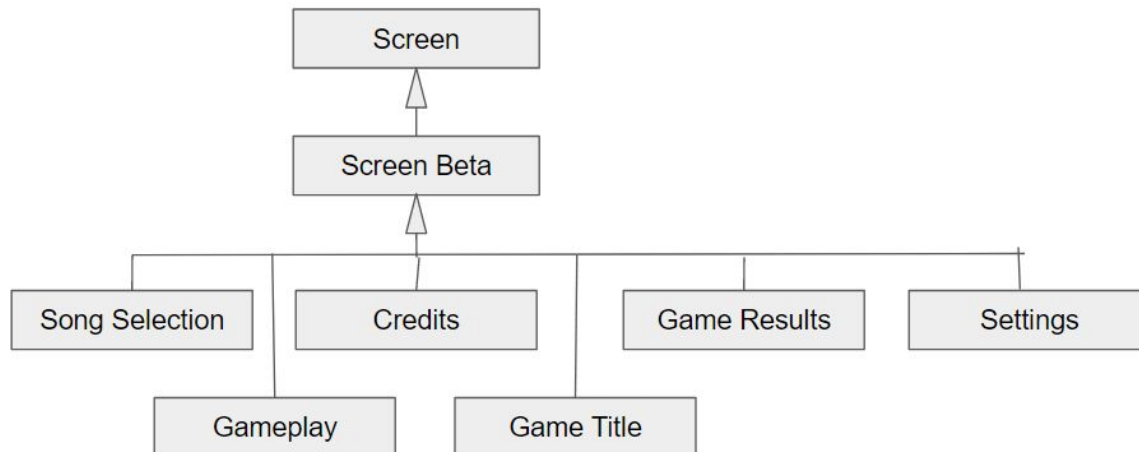 Screen
Screen Beta
Song Selection
Credits
Game Results
Settings
Gameplay
Game Title